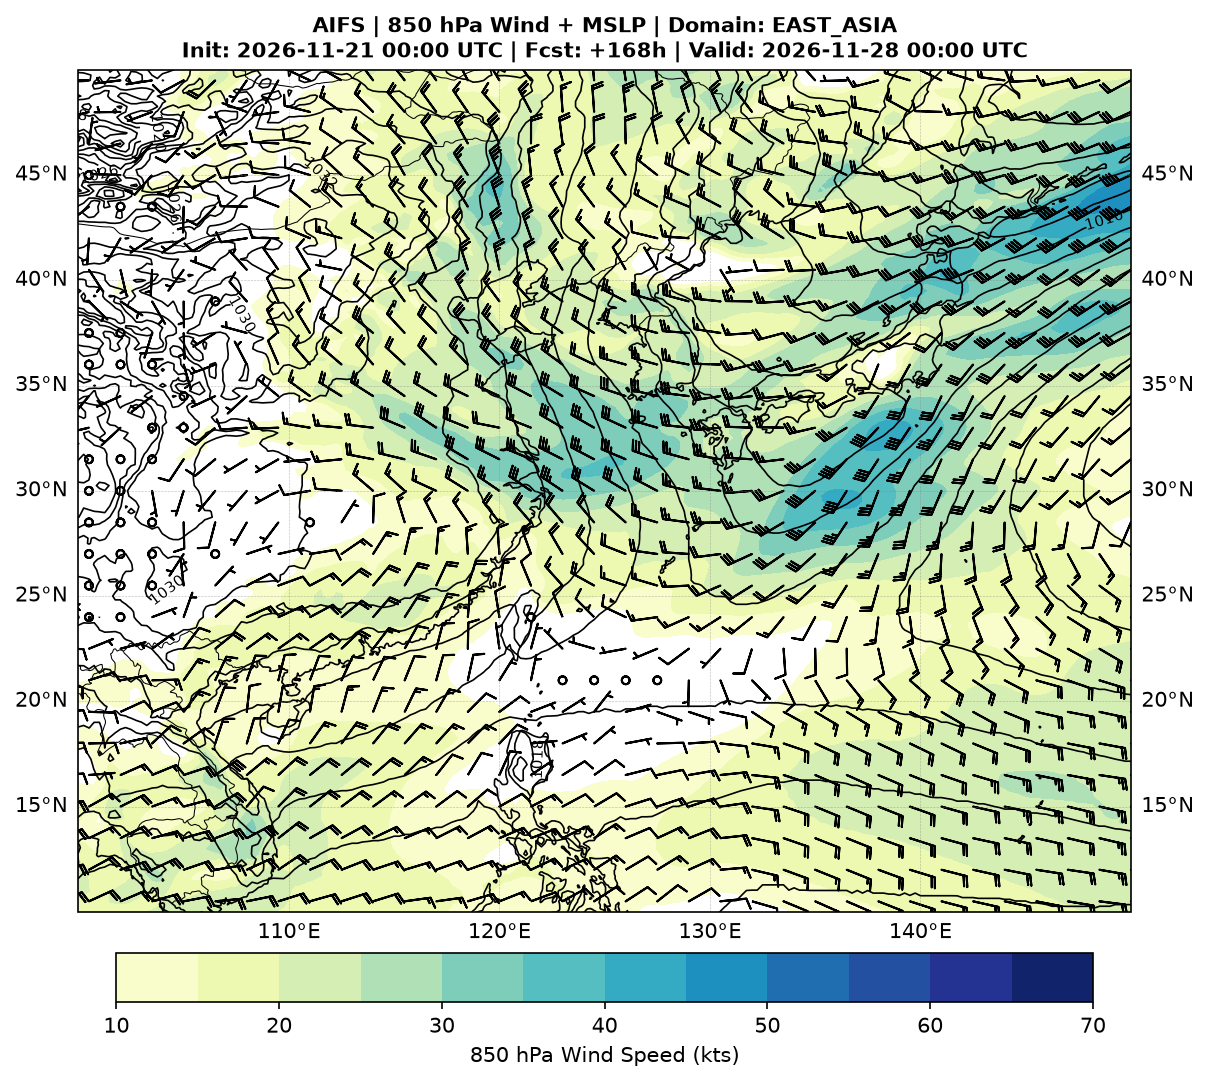 AIFS | 850 hPa Wind + MSLP | Domain: EAST_ASIA
Init: 2026-11-21 00:00 UTC | Fcst: +168h | Valid: 2026-11-28 00:00 UTC
45°N 45°N
40°N 40°N
1030
35°N 35°N
30°N 30°N
1030
25°N 25°N
20°N 20°N
15°N 15°N
110°E 120°E 130°E 140°E
10 20 30 40 50 60 70
850 hPa Wind Speed (kts)